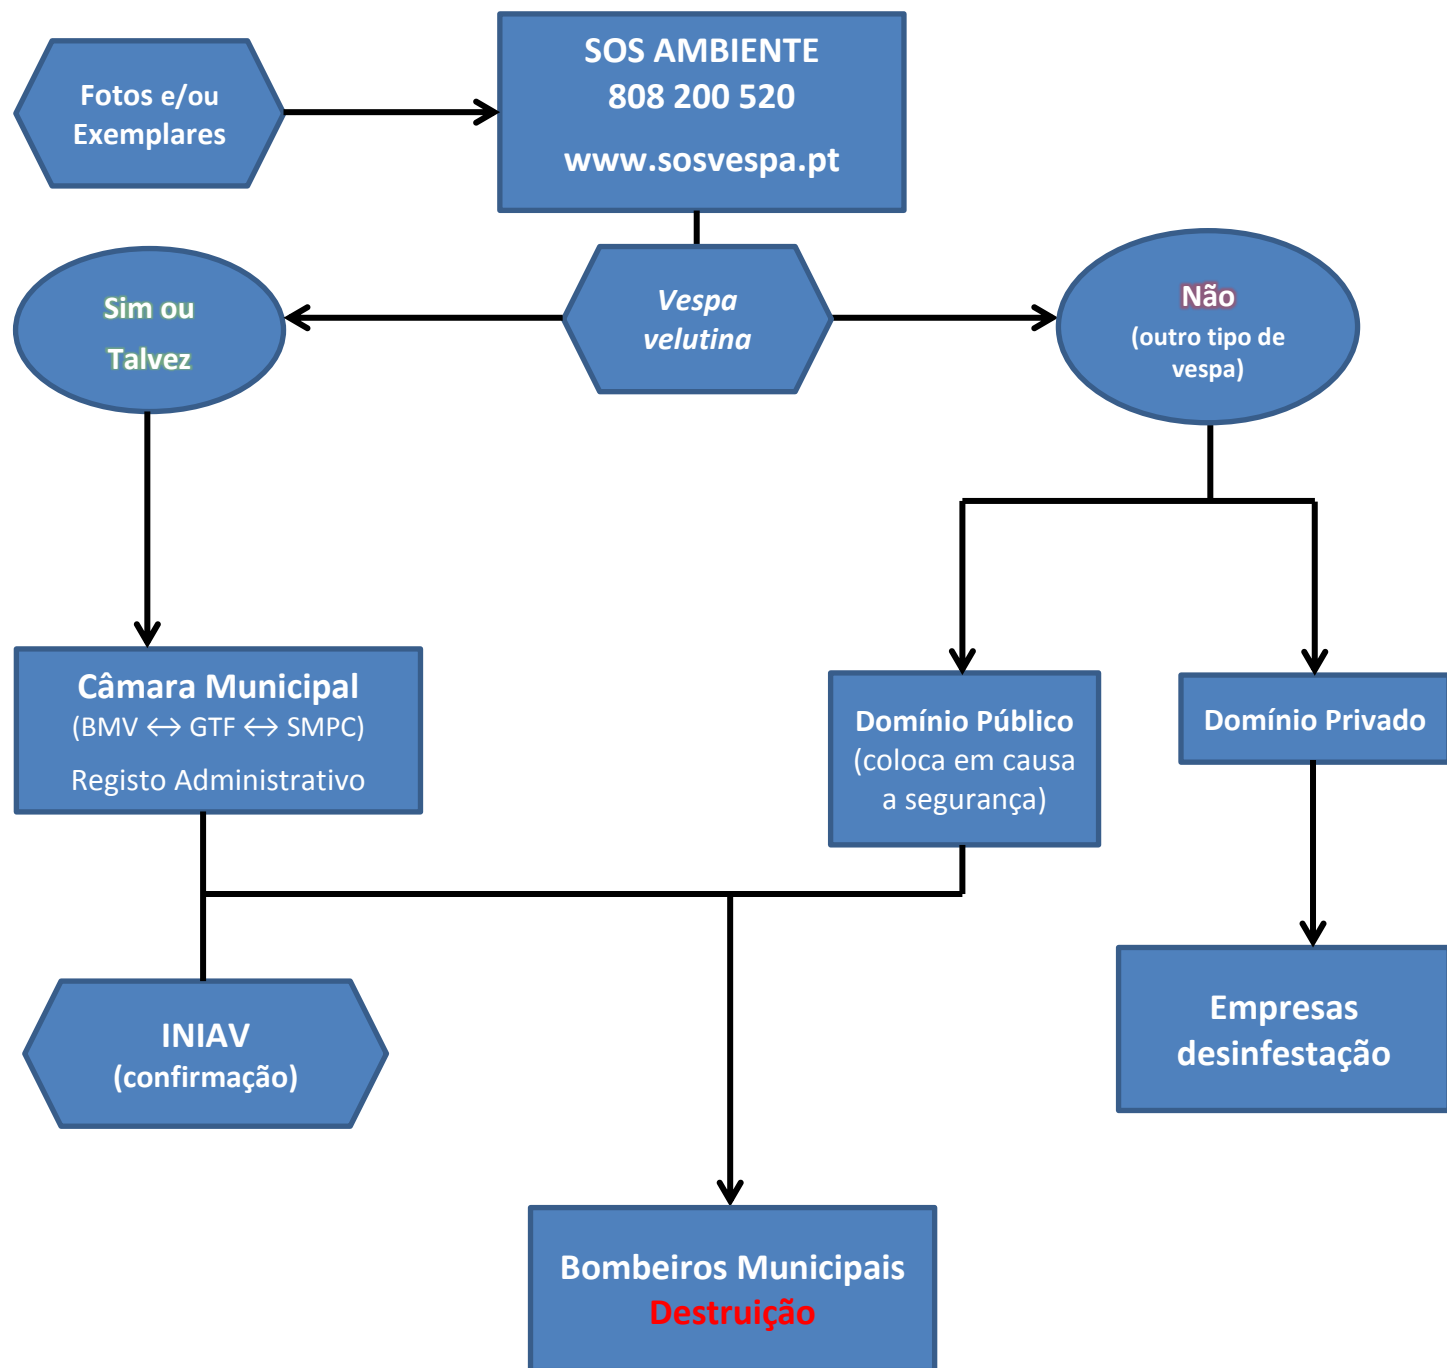 Fotos e/ou
Exemplares
SOS AMBIENTE
808 200 520
www.sosvespa.pt
Sim ou
Talvez
Vespa
velutina
Não
(outro tipo de
vespa)
Câmara Municipal
(BMV ↔ GTF ↔ SMPC)
Registo Administrativo
Domínio Público
(coloca em causa
a segurança)
Domínio Privado
INIAV
(confirmação)
Empresas
desinfestação
Bombeiros Municipais
Destruição